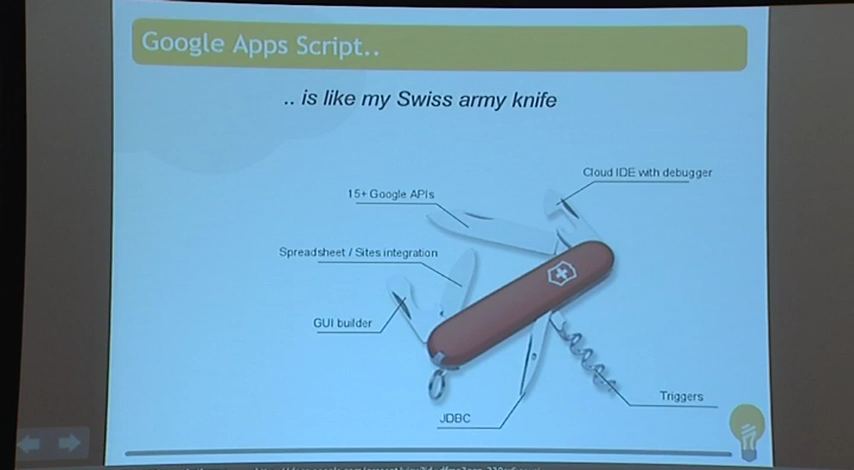 Google Apps Script..
.. is like my Swiss army knife
Cloud IDE with debugger
15+ Google APIs
Spreadsheet / Sites integration
GUI builder
Triggers
JDBC